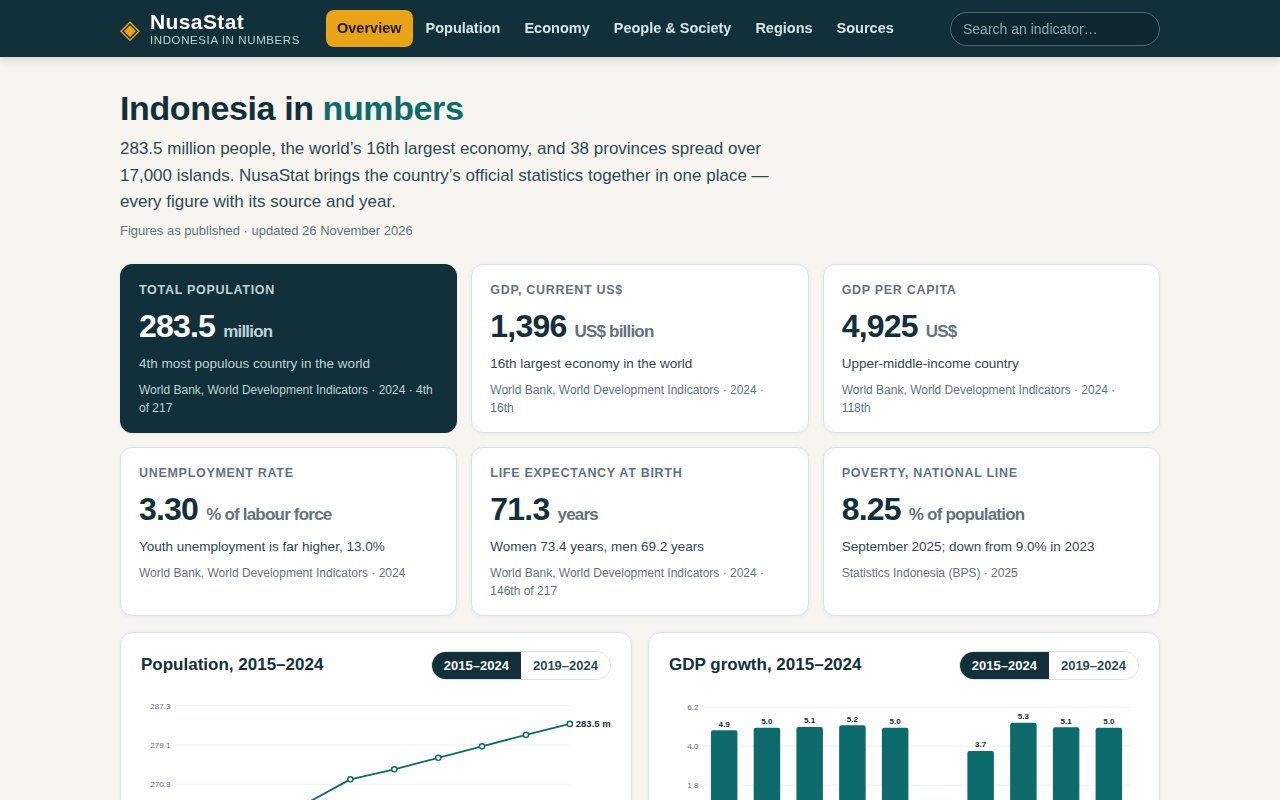 ◈ NusaStat
INDONESIA IN NUMBERS
Overview Population Economy People & Society Regions Sources
Search an indicator…
Indonesia in numbers
283.5 million people, the world’s 16th largest economy, and 38 provinces spread over
17,000 islands. NusaStat brings the country’s official statistics together in one place —
every figure with its source and year.
Figures as published · updated 26 November 2026
TOTAL POPULATION
283.5 million
4th most populous country in the world
World Bank, World Development Indicators · 2024 · 4th
of 217
GDP, CURRENT US$
1,396 US$ billion
16th largest economy in the world
World Bank, World Development Indicators · 2024 ·
16th
GDP PER CAPITA
4,925 US$
Upper-middle-income country
World Bank, World Development Indicators · 2024 ·
118th
UNEMPLOYMENT RATE
3.30 % of labour force
Youth unemployment is far higher, 13.0%
World Bank, World Development Indicators · 2024
LIFE EXPECTANCY AT BIRTH
71.3 years
Women 73.4 years, men 69.2 years
World Bank, World Development Indicators · 2024 ·
146th of 217
POVERTY, NATIONAL LINE
8.25 % of population
September 2025; down from 9.0% in 2023
Statistics Indonesia (BPS) · 2025
Population, 2015–2024
2015–2024 2019–2024
287.3
283.5 m
279.1
270.9
GDP growth, 2015–2024
2015–2024 2019–2024
6.2
4.9 5.0 5.1 5.2 5.0 3.7 5.3 5.1 5.0
4.0
1.8